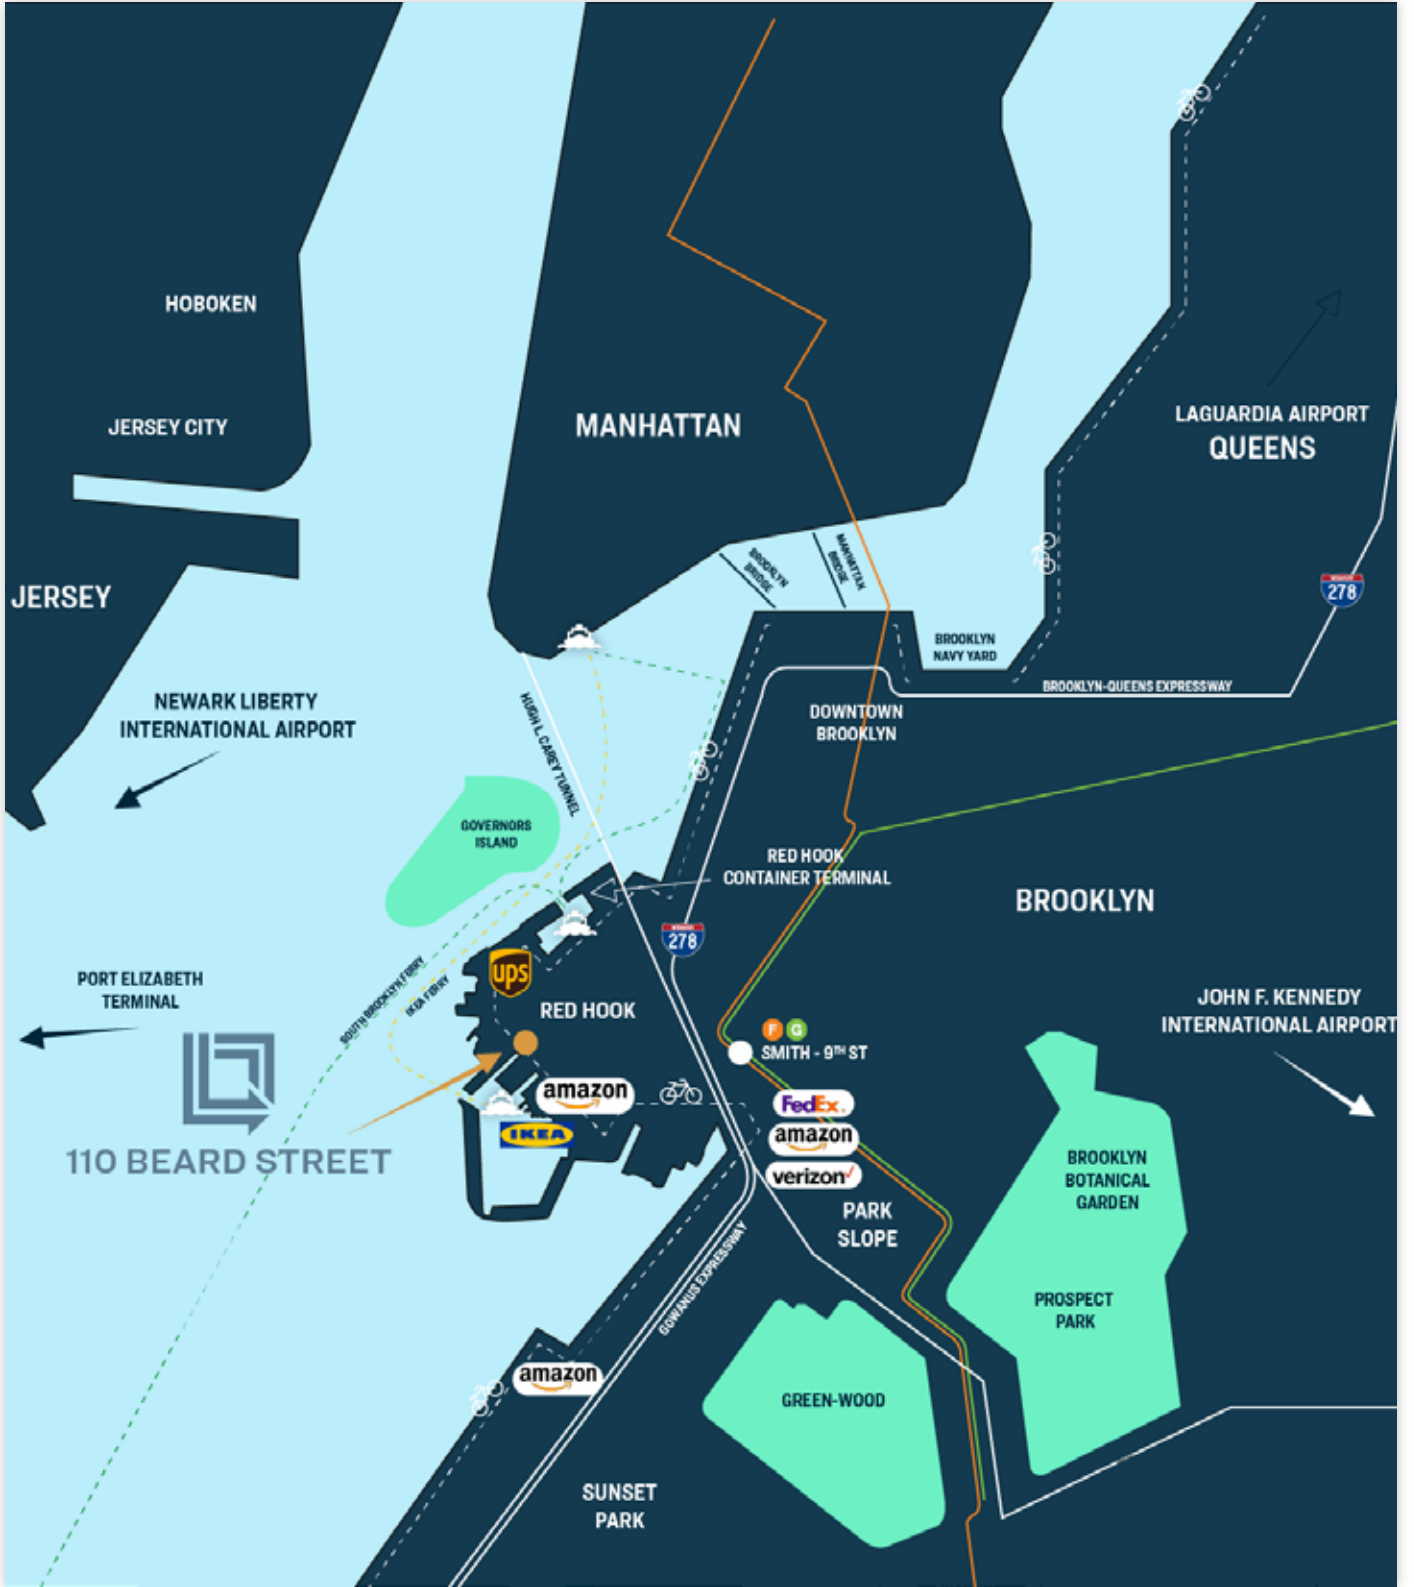 HOBOKEN
JERSEY CITY
MANHATTAN
LAGUARDIA AIRPORT
QUEENS
JERSEY
BROOKLYN
BRIDGE
MANHATTAN
BRIDGE
278
BROOKLYN
NAVY YARD
BROOKLYN-QUEENS EXPRESSWAY
NEWARK LIBERTY
INTERNATIONAL AIRPORT
HUGH L. CAREY TUNNEL
DOWNTOWN
BROOKLYN
GOVERNORS
ISLAND
RED HOOK
CONTAINER TERMINAL
BROOKLYN
278
PORT ELIZABETH
TERMINAL
SOUTH BROOKLYN FERRY
IKEA FERRY
ups
RED HOOK
JOHN F. KENNEDY
INTERNATIONAL AIRPORT
F G
SMITH - 9TH ST
amazon
FedEx
IKEA
amazon
110 BEARD STREET
verizon
BROOKLYN
BOTANICAL
GARDEN
PARK
SLOPE
GOWANUS EXPRESSWAY
PROSPECT
PARK
amazon
GREEN-WOOD
SUNSET
PARK